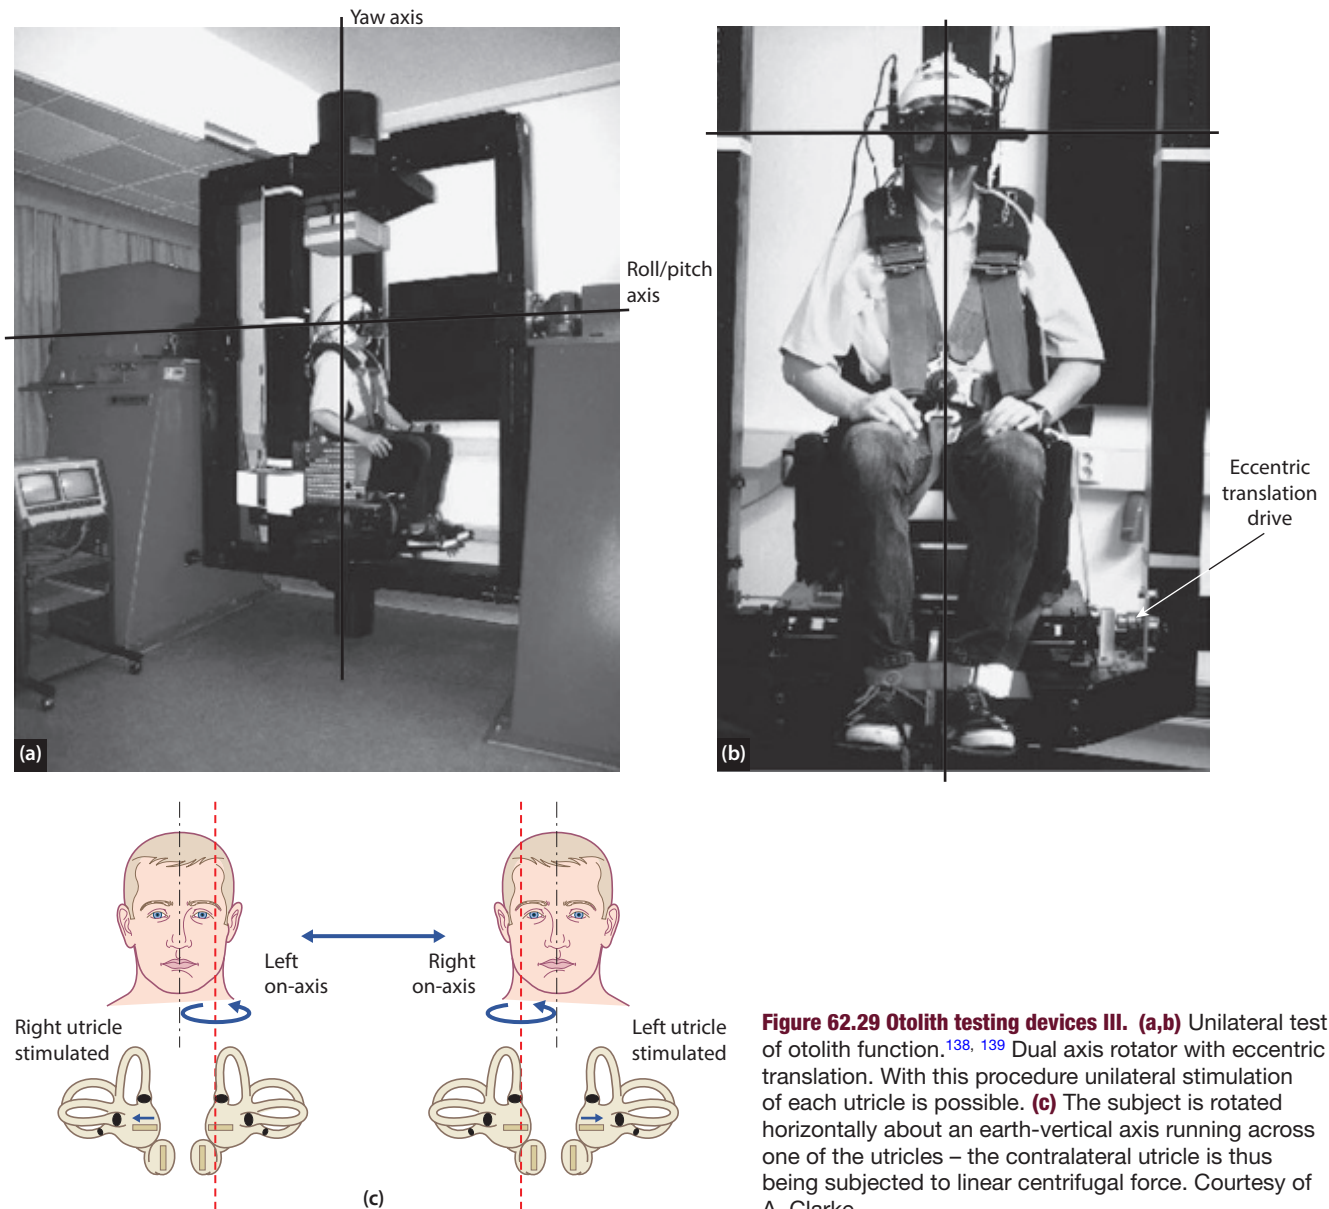 Yaw axis
Roll/pitch
axis
(a)
Eccentric
translation
drive
(b)
Left
on-axis
Right
on-axis
Right utricle
stimulated
Left utricle
stimulated
(c)
Figure 62.29 Otolith testing devices III. (a,b) Unilateral test
of otolith function.138, 139 Dual axis rotator with eccentric
translation. With this procedure unilateral stimulation
of each utricle is possible. (c) The subject is rotated
horizontally about an earth-vertical axis running across
one of the utricles – the contralateral utricle is thus
being subjected to linear centrifugal force. Courtesy of
A. Clarke